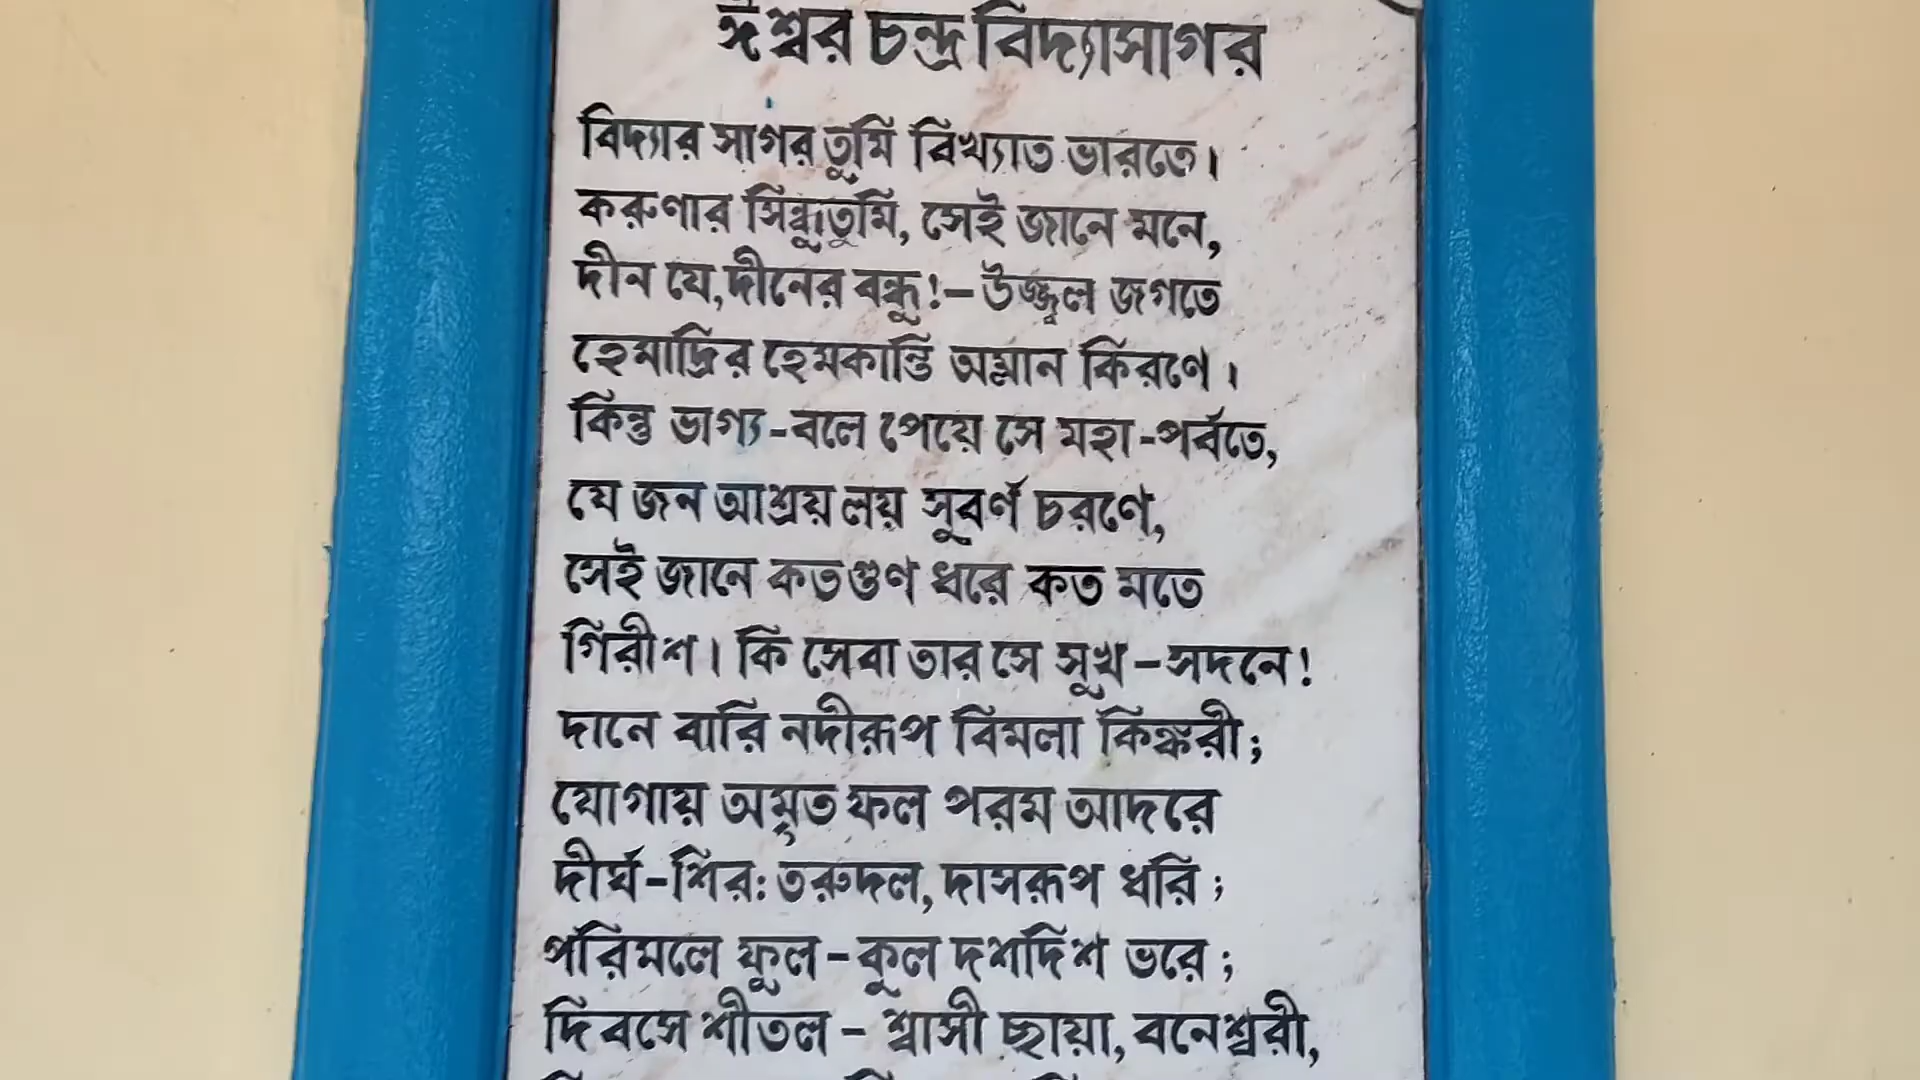 ঈশ্বর চন্দ্র বিদ্যাসাগর
বিদ্যার সাগর তুমি বিখ্যাত ভারতে।
করুণার সিন্ধু তুমি, সেই জানে মনে,
দীন যে, দীনের বন্ধু!– উজ্জ্বল জগতে
হেমাদ্রির হেমকান্তি অম্লান কিরণে।
কিন্তু ভাগ্য-বলে পেয়ে সে মহা-পর্বতে,
যে জন আশ্রয় লয় সুবর্ণ চরণে,
সেই জানে কতগুণ ধরে কত মতে
গিরীশ। কি সেবা তার সে সুখ–সদনে!
দানে বারি নদীরূপ বিমলা কিঙ্করী;
যোগায় অমৃত ফল পরম আদরে
দীর্ঘ-শির: তরুদল, দাসরূপ ধরি;
পরিমলে ফুল–কুল দশদিশ ভরে;
দিবসে শীতল–শ্বাসী ছায়া, বনেশ্বরী,